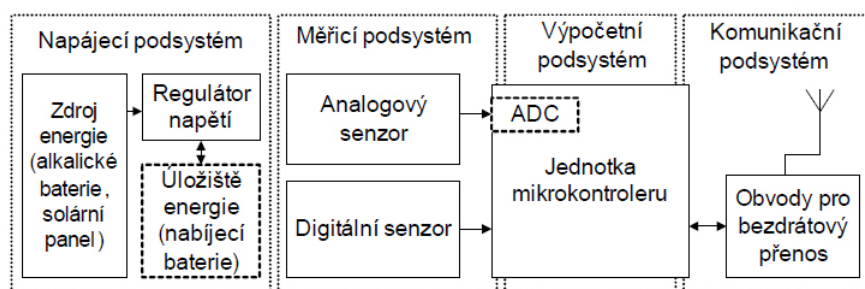 Napájecí podsystém
Zdroj
energie
(alkalické
baterie,
solární
panel)
Regulátor
napětí
Úložiště
energie
(nabíjecí
baterie)
Měřicí podsystém
Analogový
senzor
Digitální senzor
Výpočetní
podsystém
ADC
Jednotka
mikrokontroleru
Komunikační
podsystém
Obvody pro
bezdrátový
přenos